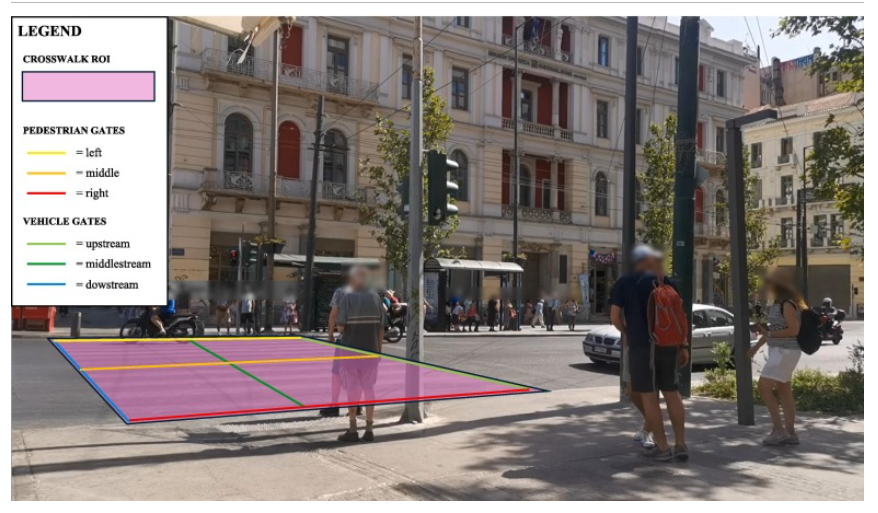 LEGEND
CROSSWALK ROI
PEDESTRIAN GATES
= left
= middle
= right
VEHICLE GATES
= upstream
= middlestream
= dowstream